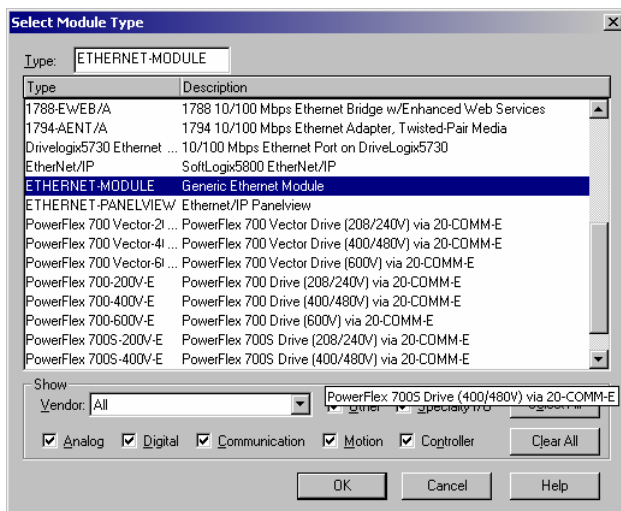 Select Module Type
Type: ETHERNET-MODULE
Type Description
1788-EWEB/A 1788 10/100 Mbps Ethernet Bridge w/Enhanced Web Services
1794-AENT/A 1794 10/100 Mbps Ethernet Adapter, Twisted-Pair Media
Drivelogix5730 Ethernet ... 10/100 Mbps Ethernet Port on DriveLogix5730
EtherNet/IP SoftLogix5800 EtherNet/IP
ETHERNET-MODULE Generic Ethernet Module
ETHERNET-PANELVIEW Ethernet/IP Panelview
PowerFlex 700 Vector-2 ... PowerFlex 700 Vector Drive (208/240V) via 20-COMM-E
PowerFlex 700 Vector-4 ... PowerFlex 700 Vector Drive (400/480V) via 20-COMM-E
PowerFlex 700 Vector-6 ... PowerFlex 700 Vector Drive (600V) via 20-COMM-E
PowerFlex 700-200V-E PowerFlex 700 Drive (208/240V) via 20-COMM-E
PowerFlex 700-400V-E PowerFlex 700 Drive (400/480V) via 20-COMM-E
PowerFlex 700-600V-E PowerFlex 700 Drive (600V) via 20-COMM-E
PowerFlex 700S-200V-E PowerFlex 700S Drive (208/240V) via 20-COMM-E
PowerFlex 700S-400V-E PowerFlex 700S Drive (400/480V) via 20-COMM-E
Show
Vendor: All
PowerFlex 700S Drive (400/480V) via 20-COMM-E
Analog Digital Communication Motion Controller Clear All
OK Cancel Help